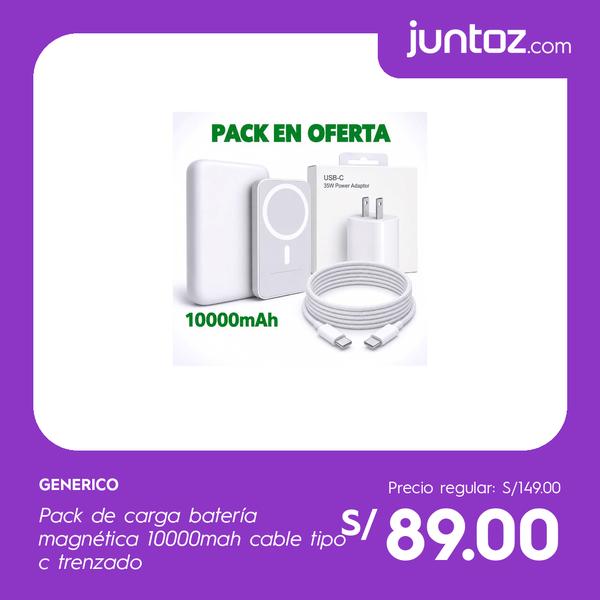 juntoz.com
PACK EN OFERTA
USB-C
35W Power Adaptor
10000mAh
GENERICO
Pack de carga batería
magnética 10000mah cable tipo
c trenzado
Precio regular: S/149.00
S/89.00